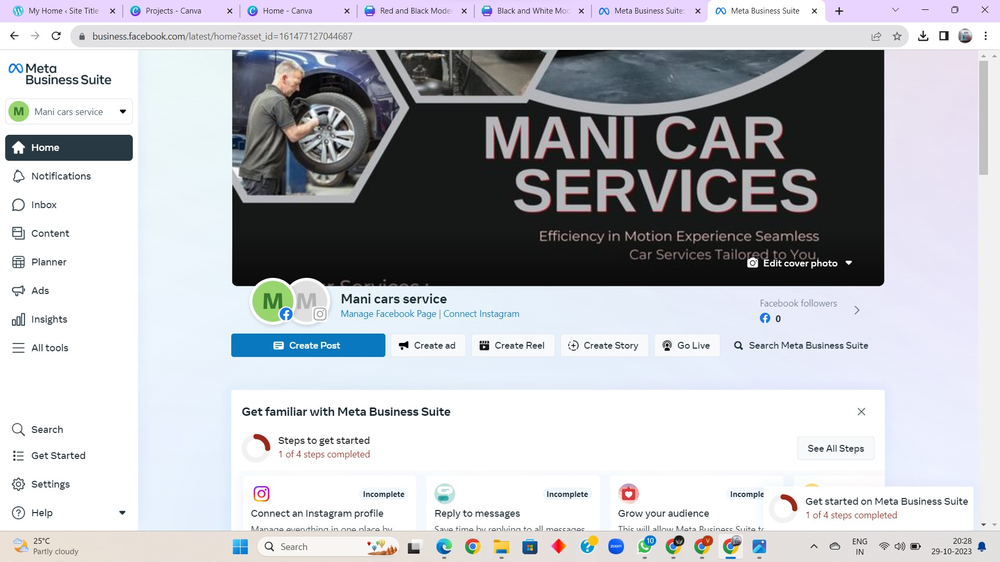 My Home ‹ Site Title
Projects - Canva
Home - Canva
Red and Black Moder
Black and White Mod
Meta Business Suite:
Meta Business Suite
business.facebook.com/latest/home?asset_id=161477127044687
Meta
Business Suite
M
Mani cars service
Home
Notifications
Inbox
Content
Planner
Ads
Insights
All tools
Search
Get Started
Settings
Help
MANI CAR
SERVICES
Efficiency in Motion Experience Seamless
Car Services Tailored to You.
Edit cover photo
Services :
M
M
Mani cars service
Manage Facebook Page | Connect Instagram
Facebook followers
0
Create Post
Create ad
Create Reel
Create Story
Go Live
Search Meta Business Suite
Get familiar with Meta Business Suite
Steps to get started
1 of 4 steps completed
See All Steps
Incomplete
Connect an Instagram profile
Manage everything in one place by
Incomplete
Reply to messages
Save time by replying to all messages
Incomple
Grow your audience
This will allow Meta Business Suite to
Get started on Meta Business Suite
1 of 4 steps completed
25°C
Partly cloudy
Search
zoom
10
V
ENG
IN
20:28
29-10-2023